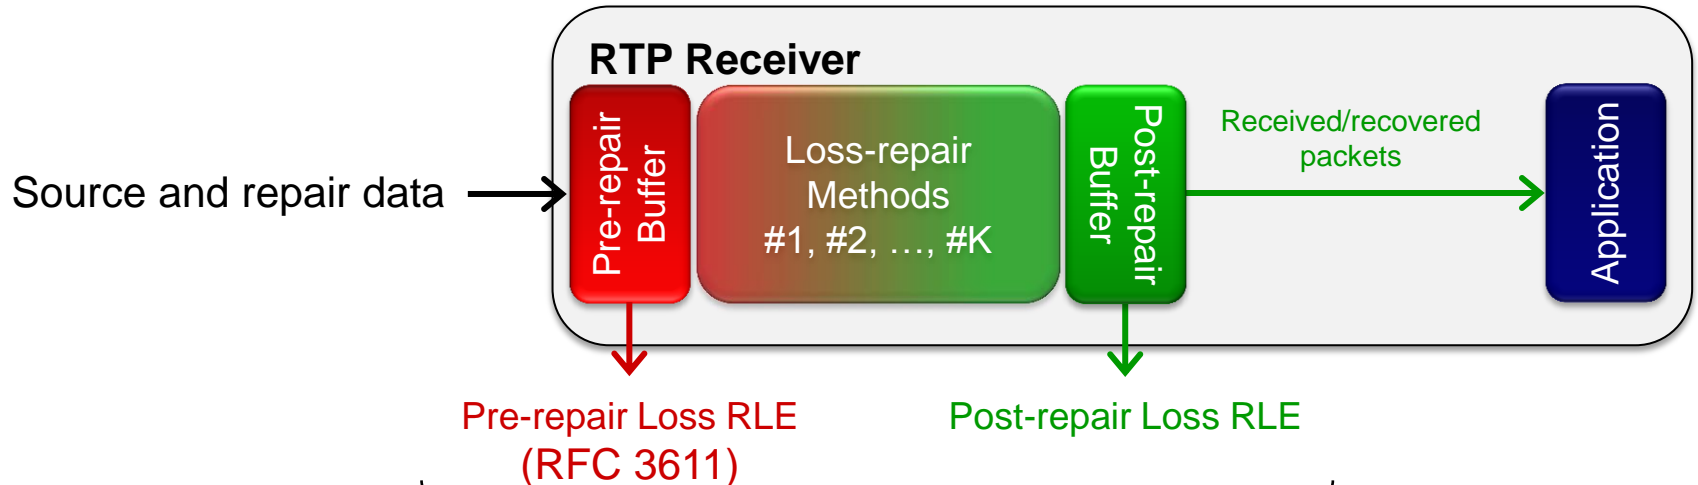 RTP Receiver
Source and repair data
Pre-repair
Buffer
Loss-repair
Methods
#1, #2, …, #K
Post-repair
Buffer
Received/recovered
packets
Application
Pre-repair Loss RLE
(RFC 3611)
Post-repair Loss RLE